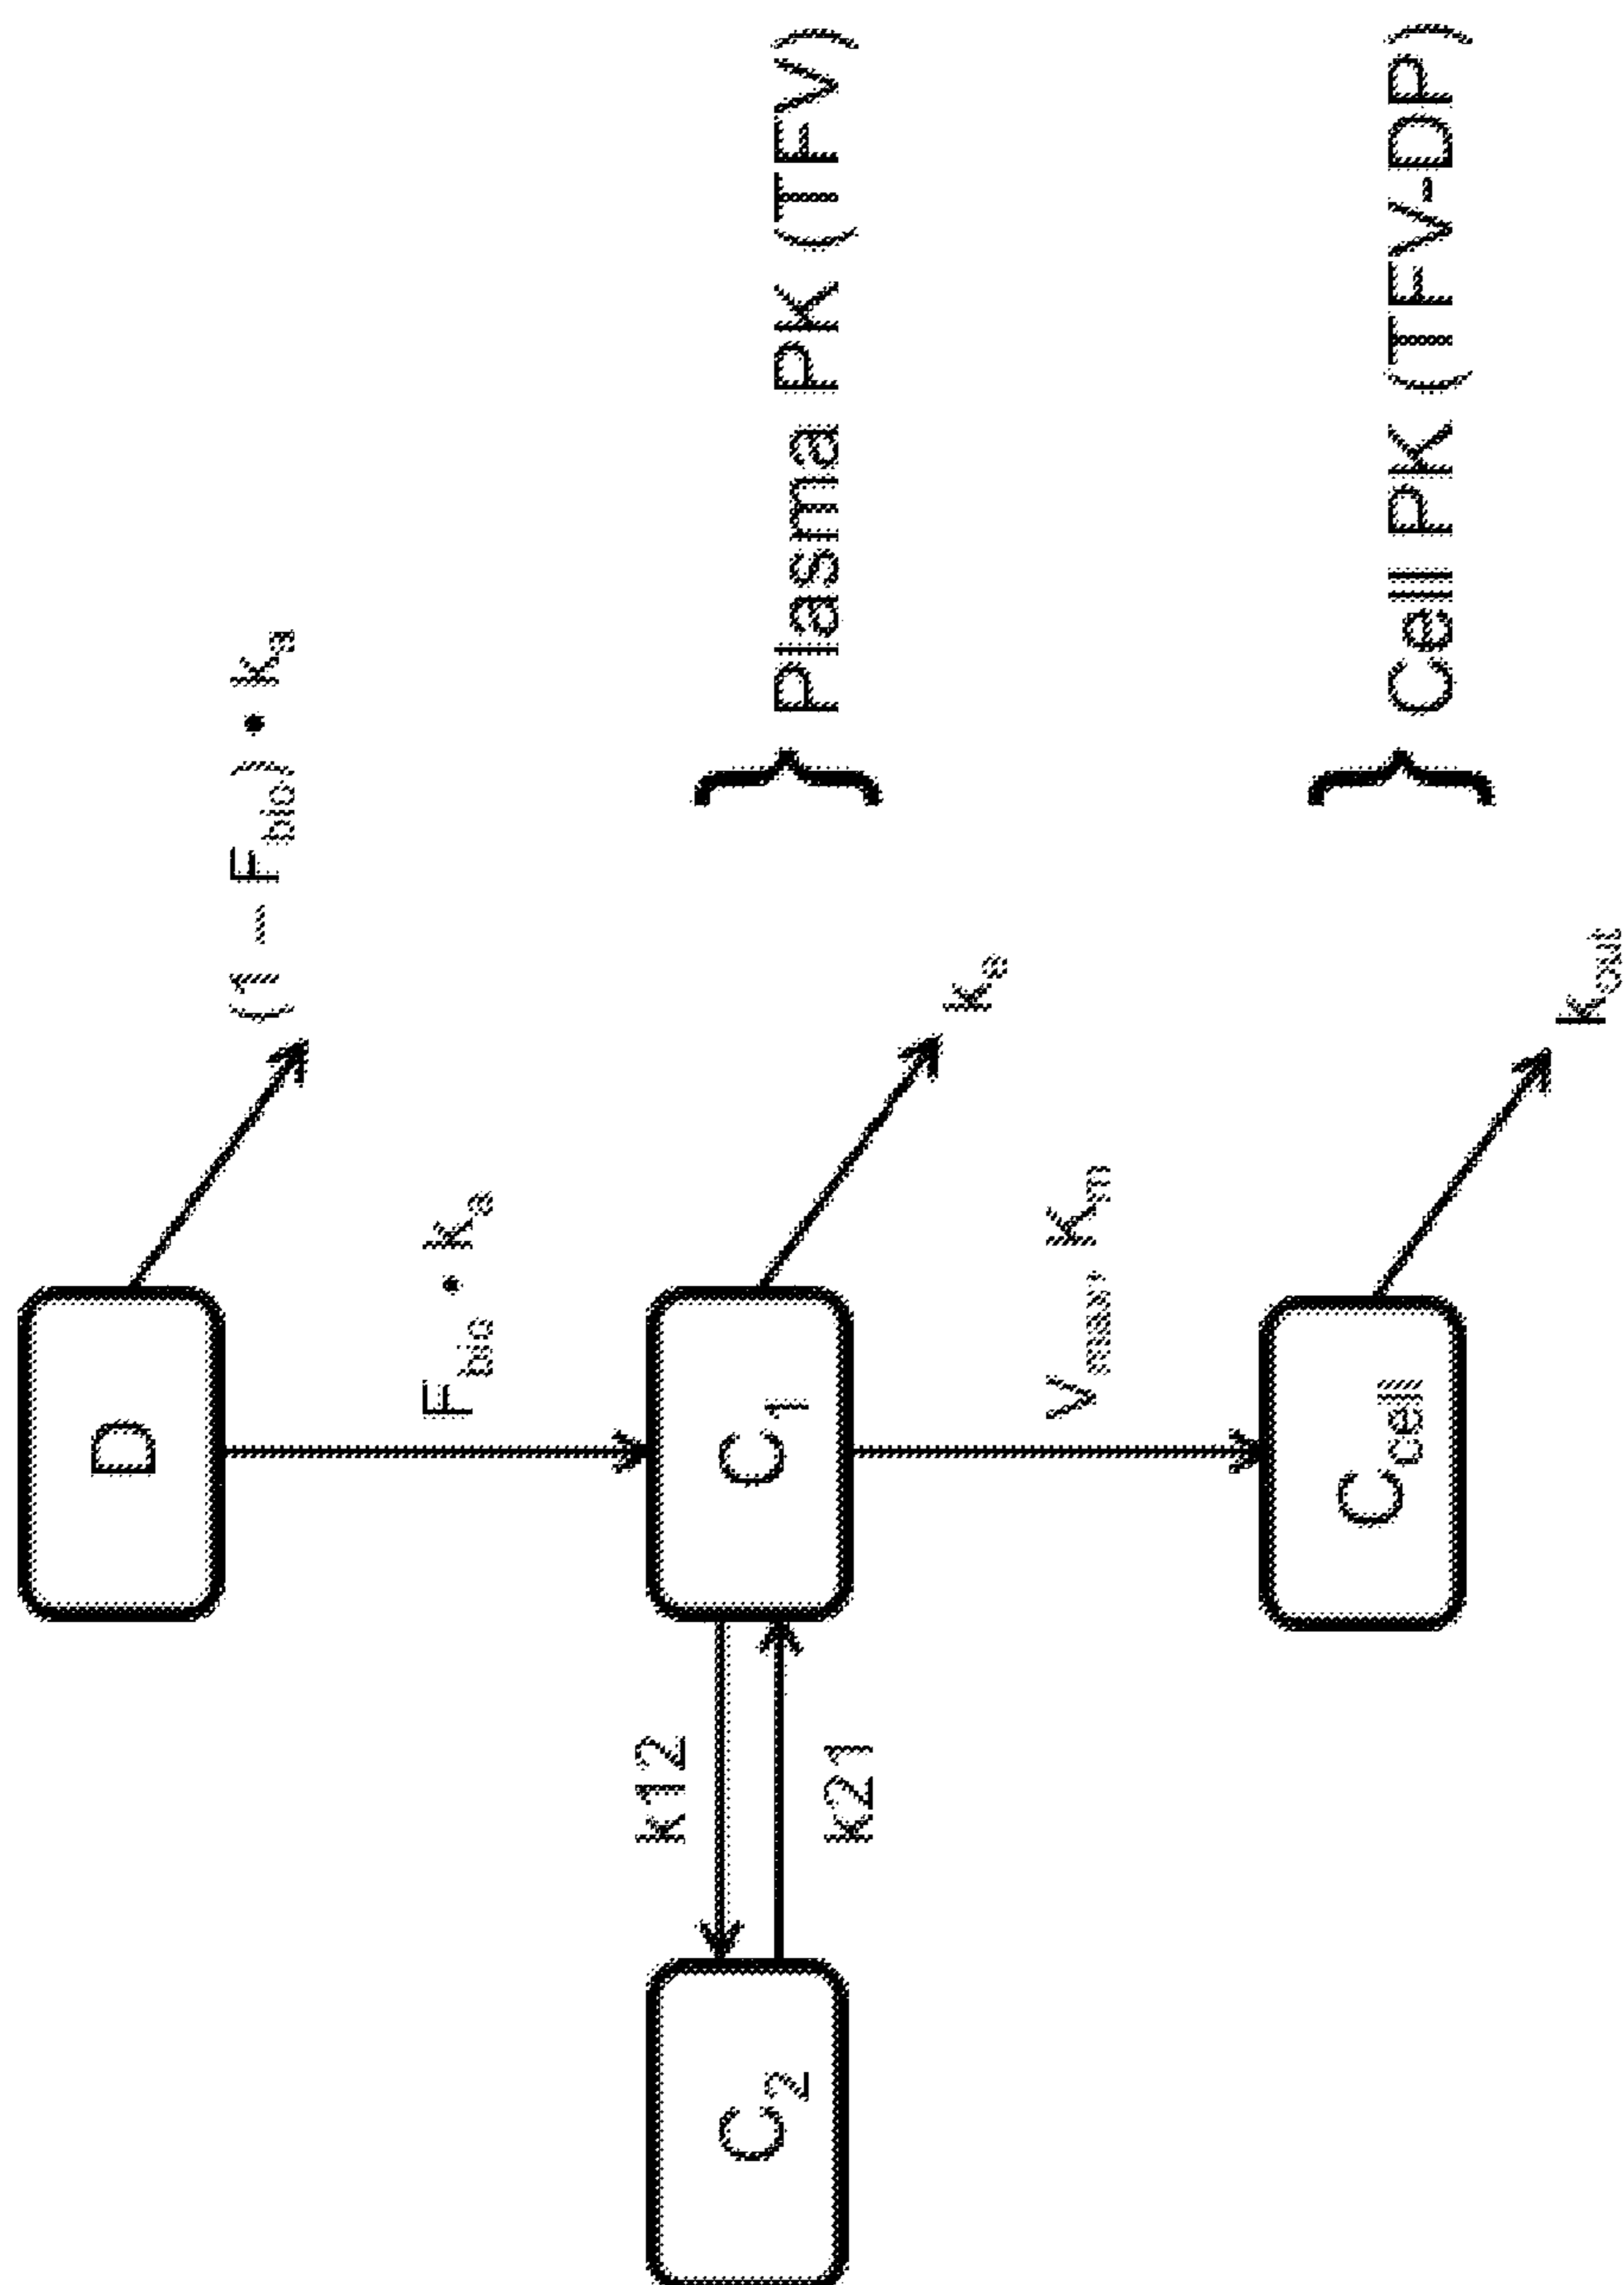 D
(1 – F_bio) • k_a
F_bio • k_a
k12
C_2
C_1
k_e
} Plasma PK (TFV)
k21
V_max, K_m
C_cell
k_out
} Cell PK (TFV-DP)